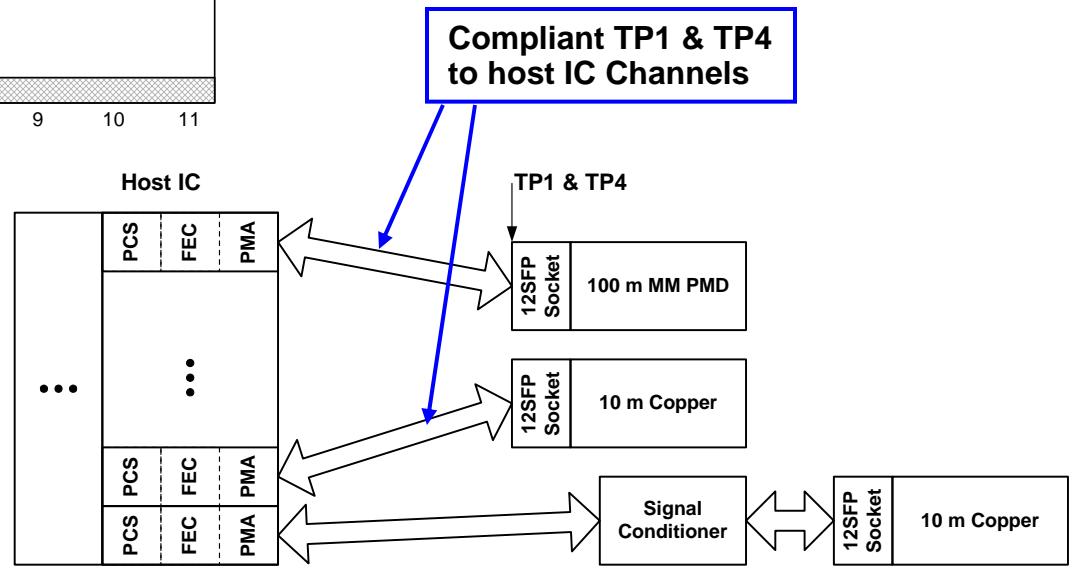 Compliant TP1 & TP4
to host IC Channels
9 10 11
Host IC
TP1 & TP4
PCS FEC PMA
12SFP
Socket
100 m MM PMD
...
...
12SFP
Socket
10 m Copper
PCS FEC PMA
PCS FEC PMA
Signal
Conditioner
12SFP
Socket
10 m Copper